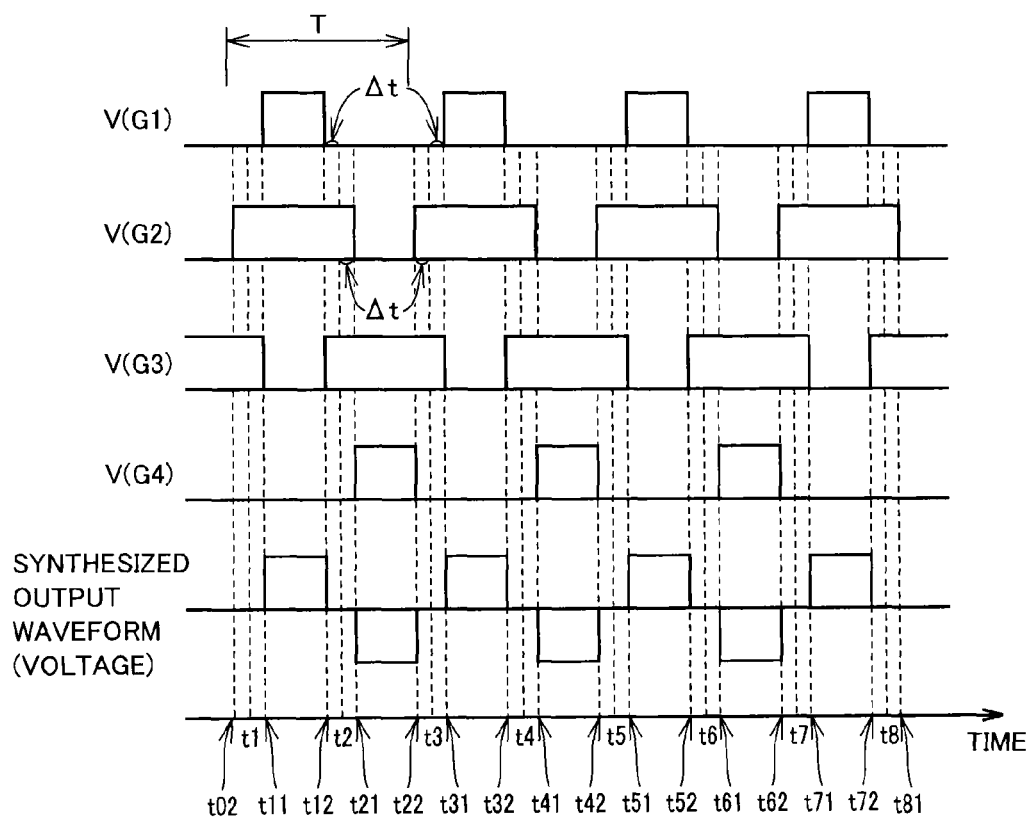 T
Δt
V(G1)
V(G2)
Δt
V(G3)
V(G4)
SYNTHESIZED
OUTPUT
WAVEFORM
(VOLTAGE)
t1 t2 t3 t4 t5 t6 t7 t8
TIME
t02 t11 t12 t21 t22 t31 t32 t41 t42 t51 t52 t61 t62 t71 t72 t81